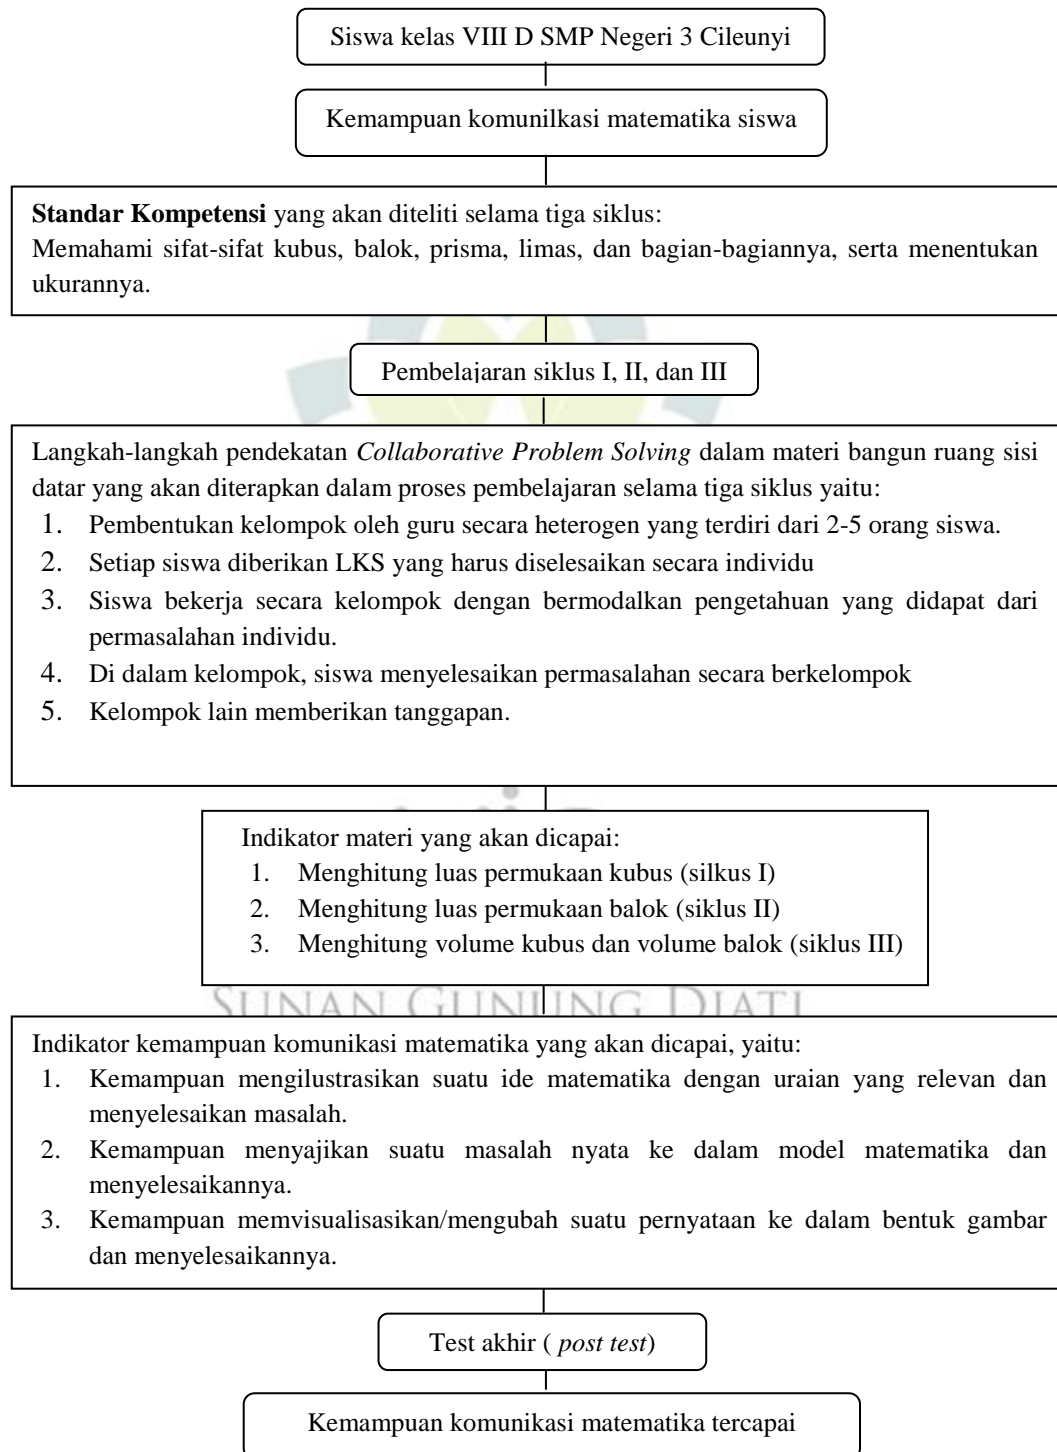 Siswa kelas VIII D SMP Negeri 3 Cileunyi
Kemampuan komunilkasi matematika siswa
Standar Kompetensi yang akan diteliti selama tiga siklus:
Memahami sifat-sifat kubus, balok, prisma, limas, dan bagian-bagiannya, serta menentukan
ukurannya.
Pembelajaran siklus I, II, dan III
Langkah-langkah pendekatan Collaborative Problem Solving dalam materi bangun ruang sisi
datar yang akan diterapkan dalam proses pembelajaran selama tiga siklus yaitu:
1. Pembentukan kelompok oleh guru secara heterogen yang terdiri dari 2-5 orang siswa.
2. Setiap siswa diberikan LKS yang harus diselesaikan secara individu
3. Siswa bekerja secara kelompok dengan bermodalkan pengetahuan yang didapat dari
permasalahan individu.
4. Di dalam kelompok, siswa menyelesaikan permasalahan secara berkelompok
5. Kelompok lain memberikan tanggapan.
Indikator materi yang akan dicapai:
1. Menghitung luas permukaan kubus (silkus I)
2. Menghitung luas permukaan balok (siklus II)
3. Menghitung volume kubus dan volume balok (siklus III)
SUNAN GUNUNG DJATI
Indikator kemampuan komunikasi matematika yang akan dicapai, yaitu:
1. Kemampuan mengilustrasikan suatu ide matematika dengan uraian yang relevan dan
menyelesaikan masalah.
2. Kemampuan menyajikan suatu masalah nyata ke dalam model matematika dan
menyelesaikannya.
3. Kemampuan memvisualisasikan/mengubah suatu pernyataan ke dalam bentuk gambar
dan menyelesaikannya.
Test akhir ( post test)
Kemampuan komunikasi matematika tercapai